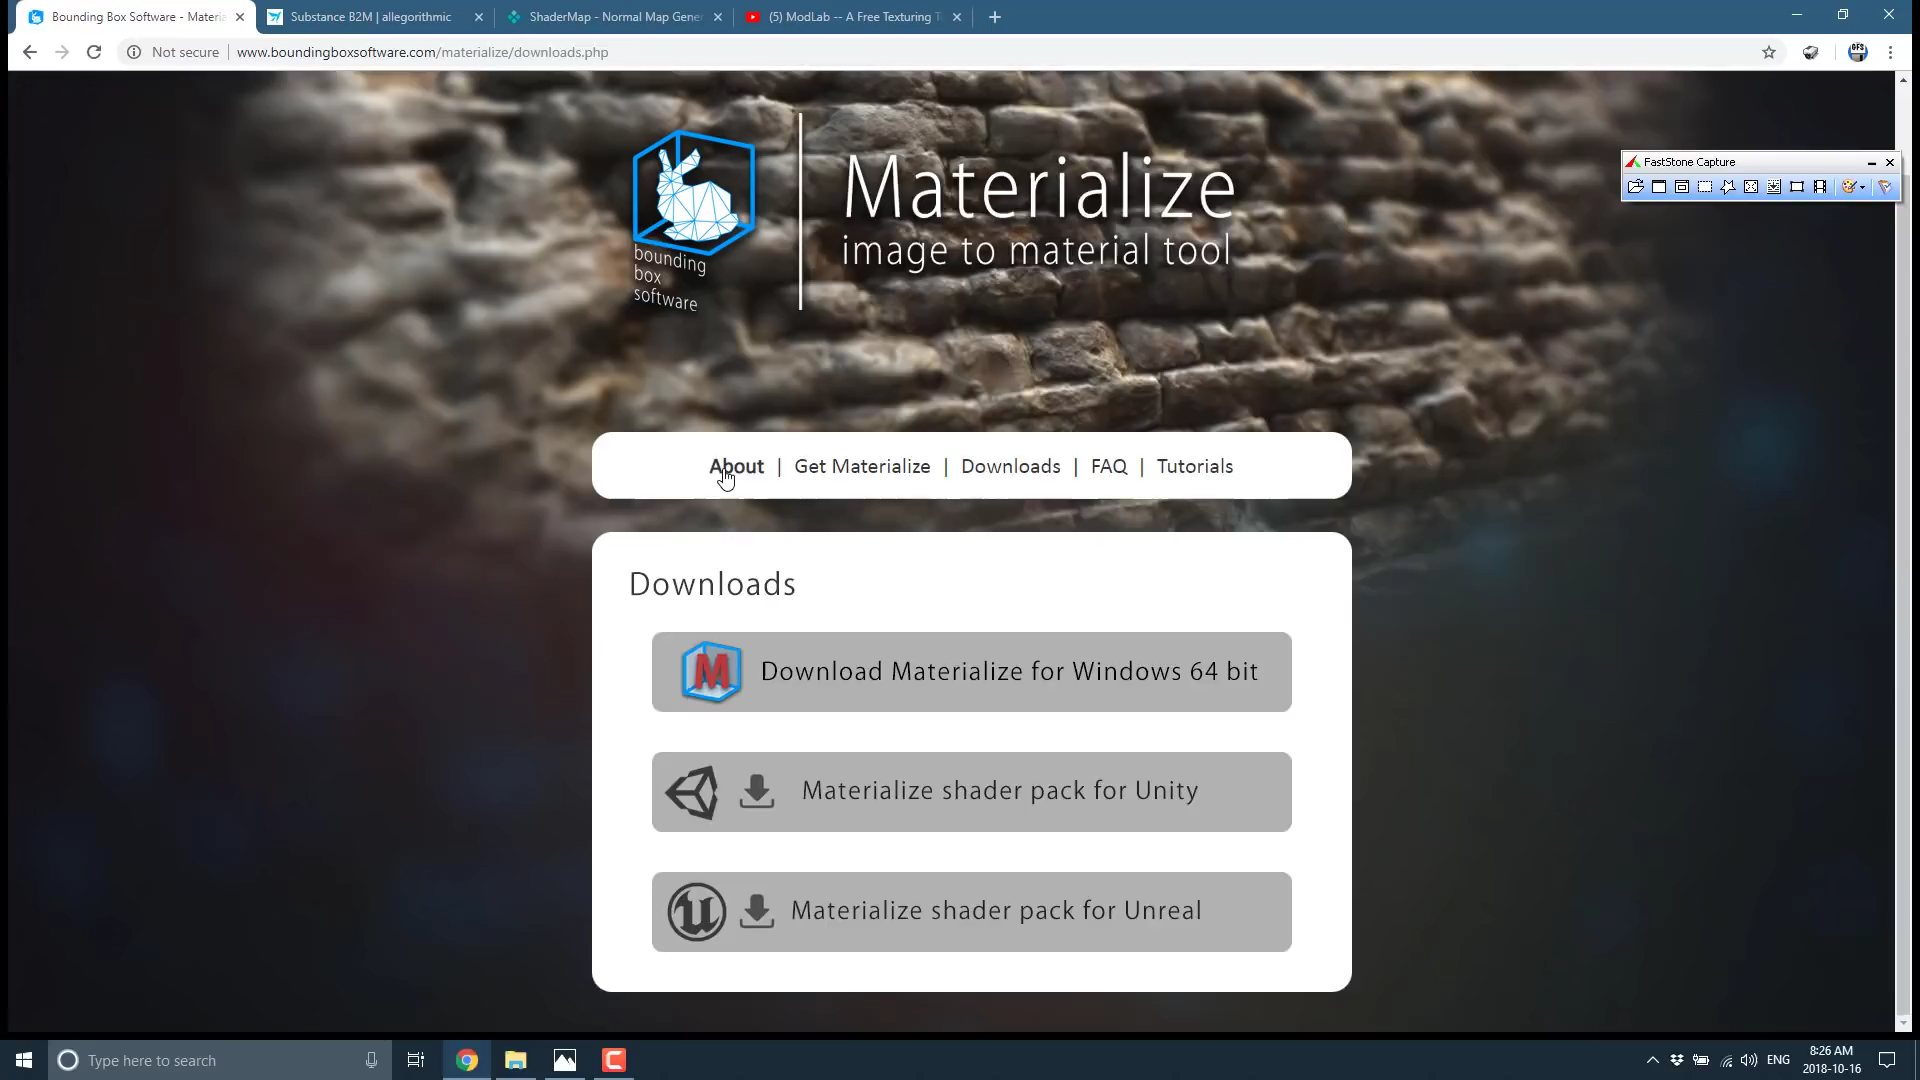 Bounding Box Software - Materia
Substance B2M | allegorithmic
ShaderMap - Normal Map Gener
(5) ModLab -- A Free Texturing T
Not secure
www.boundingboxsoftware.com/materialize/downloads.php
GFS
bounding
box
software
Materialize
image to material tool
FastStone Capture
About | Get Materialize | Downloads | FAQ | Tutorials
Downloads
M
Download Materialize for Windows 64 bit
Materialize shader pack for Unity
Materialize shader pack for Unreal
Type here to search
ENG
8:26 AM
2018-10-16